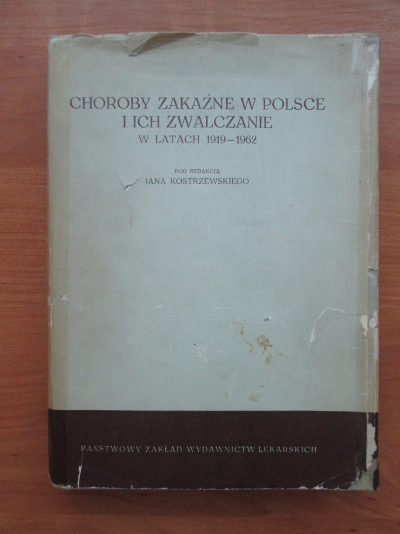 CHOROBY ZAKAŹNE W POLSCE
I ICH ZWALCZANIE
W LATACH 1919–1962
POD REDAKCJĄ
JANA KOSTRZEWSKIEGO
PAŃSTWOWY ZAKŁAD WYDAWNICTW LEKARSKICH